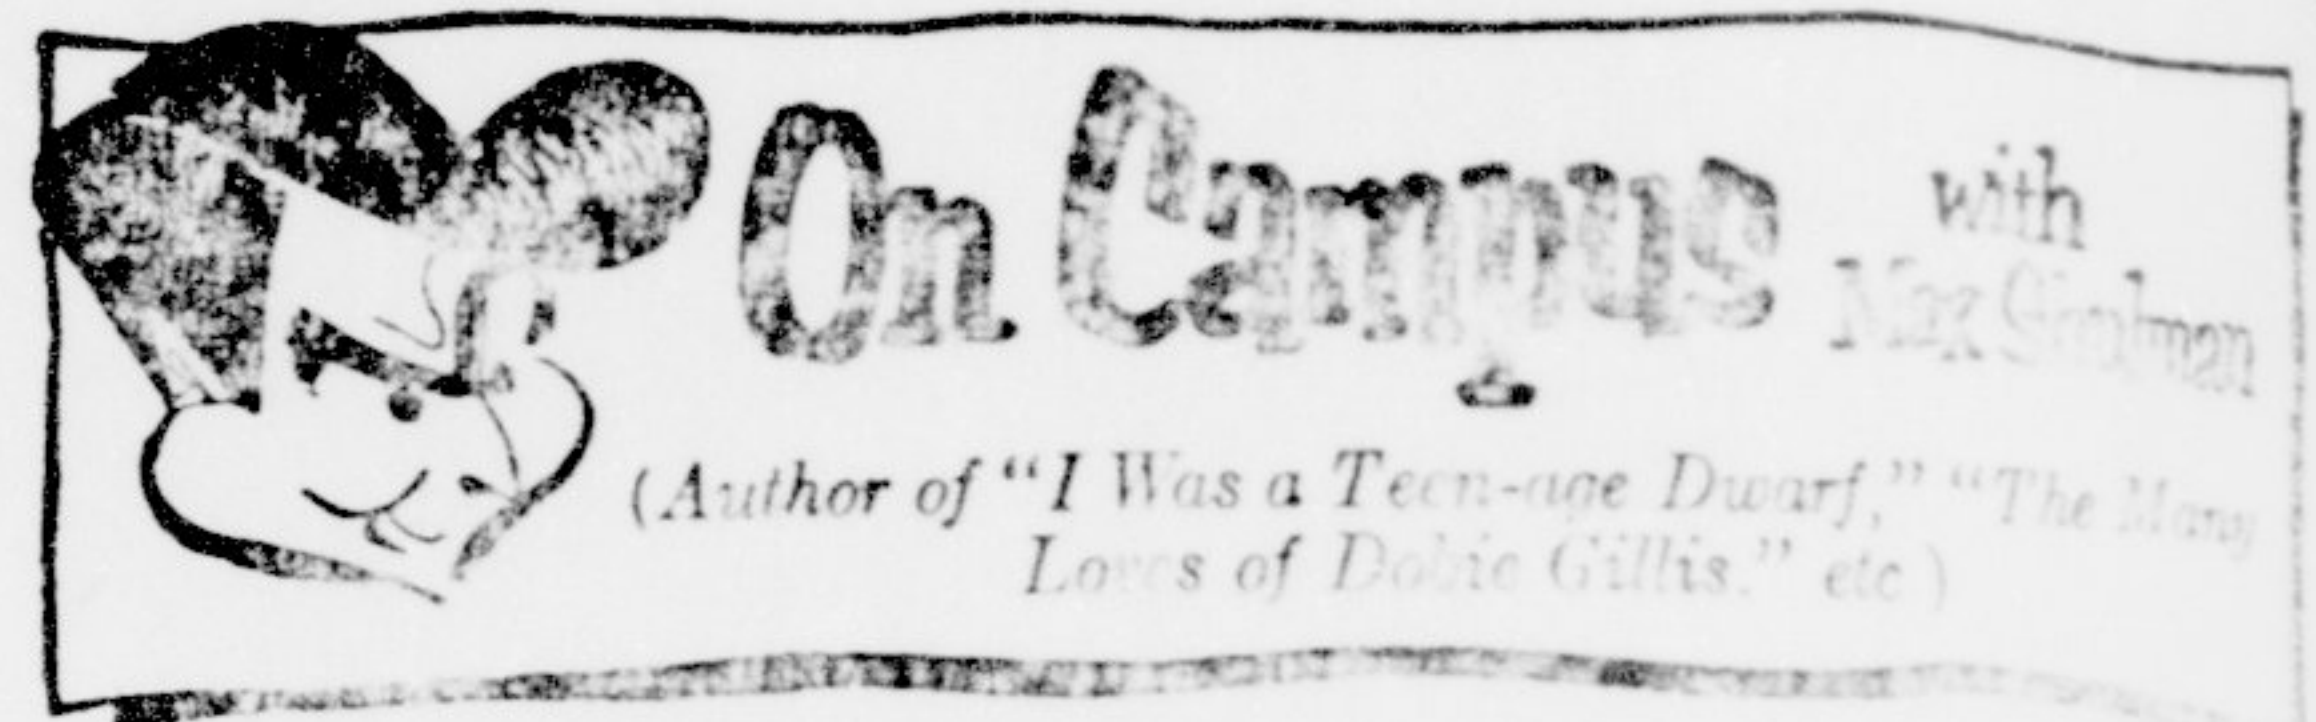 On Campus with
Max Shulman
(Author of “I Was a Teen-age Dwarf,” “The Many
Loves of Dobie Gillis.” etc)